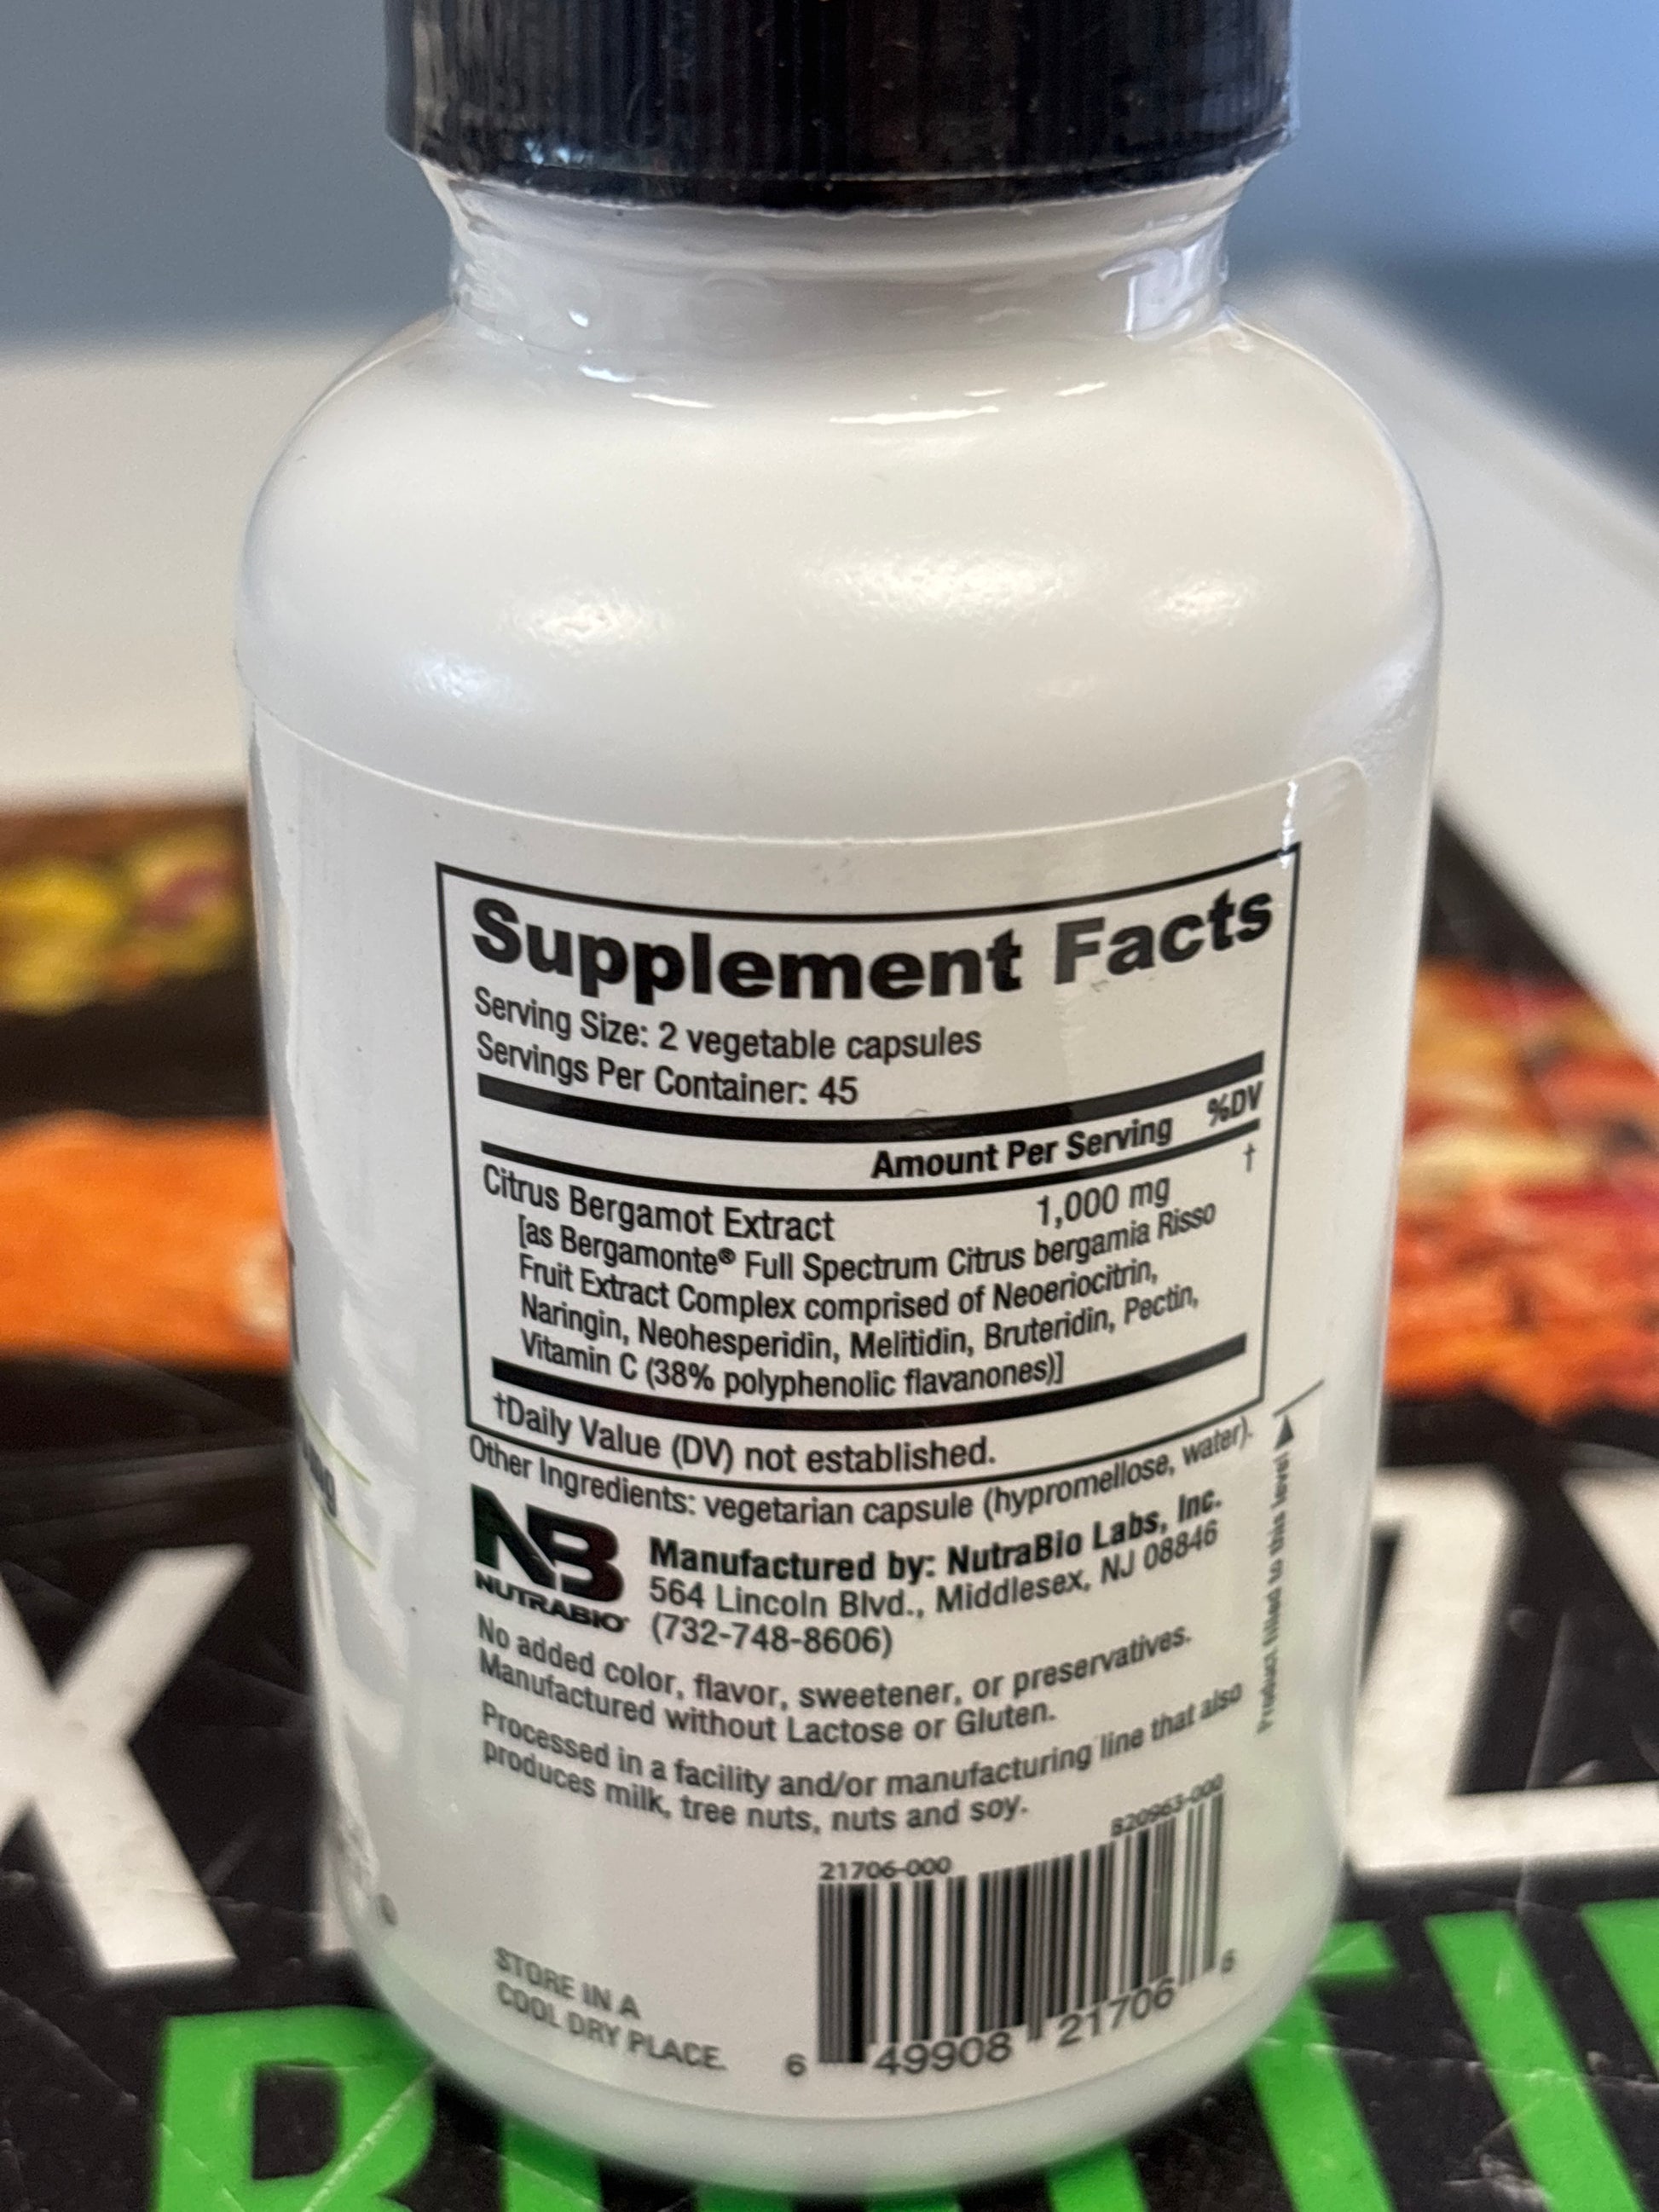 Supplement Facts
Serving Size: 2 vegetable capsules
Servings Per Container: 45
Amount Per Serving %DV
Citrus Bergamot Extract 1,000 mg †
[as Bergamonte® Full Spectrum Citrus bergamia Risso
Fruit Extract Complex comprised of Neoeriocitrin,
Naringin, Neohesperidin, Melitidin, Bruteridin, Pectin,
Vitamin C (38% polyphenolic flavanones)]
†Daily Value (DV) not established.
Other Ingredients: vegetarian capsule (hypromellose, water).
NB
NUTRABIO®
Manufactured by: NutraBio Labs, Inc.
564 Lincoln Blvd., Middlesex, NJ 08846
(732-748-8606)
No added color, flavor, sweetener, or preservatives.
Manufactured without Lactose or Gluten.
Processed in a facility and/or manufacturing line that also
produces milk, tree nuts, nuts and soy.
Product filled to this level
820963-000
21706-000
STORE IN A
COOL DRY PLACE.
6 49908 21706 6